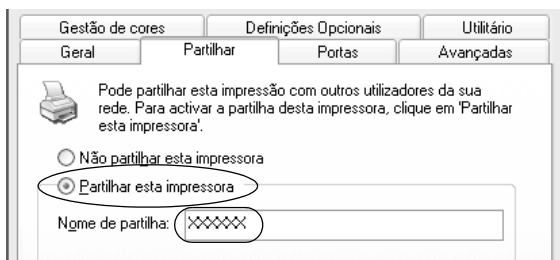 Gestão de cores Definições Opcionais Utilitário
Geral Partilhar Portas Avançadas
Pode partilhar esta impressão com outros utilizadores da sua
rede. Para activar a partilha desta impressora, clique em 'Partilhar
esta impressora'.
Não partilhar esta impressora
Partilhar esta impressora
Nome de partilha: XXXXXX